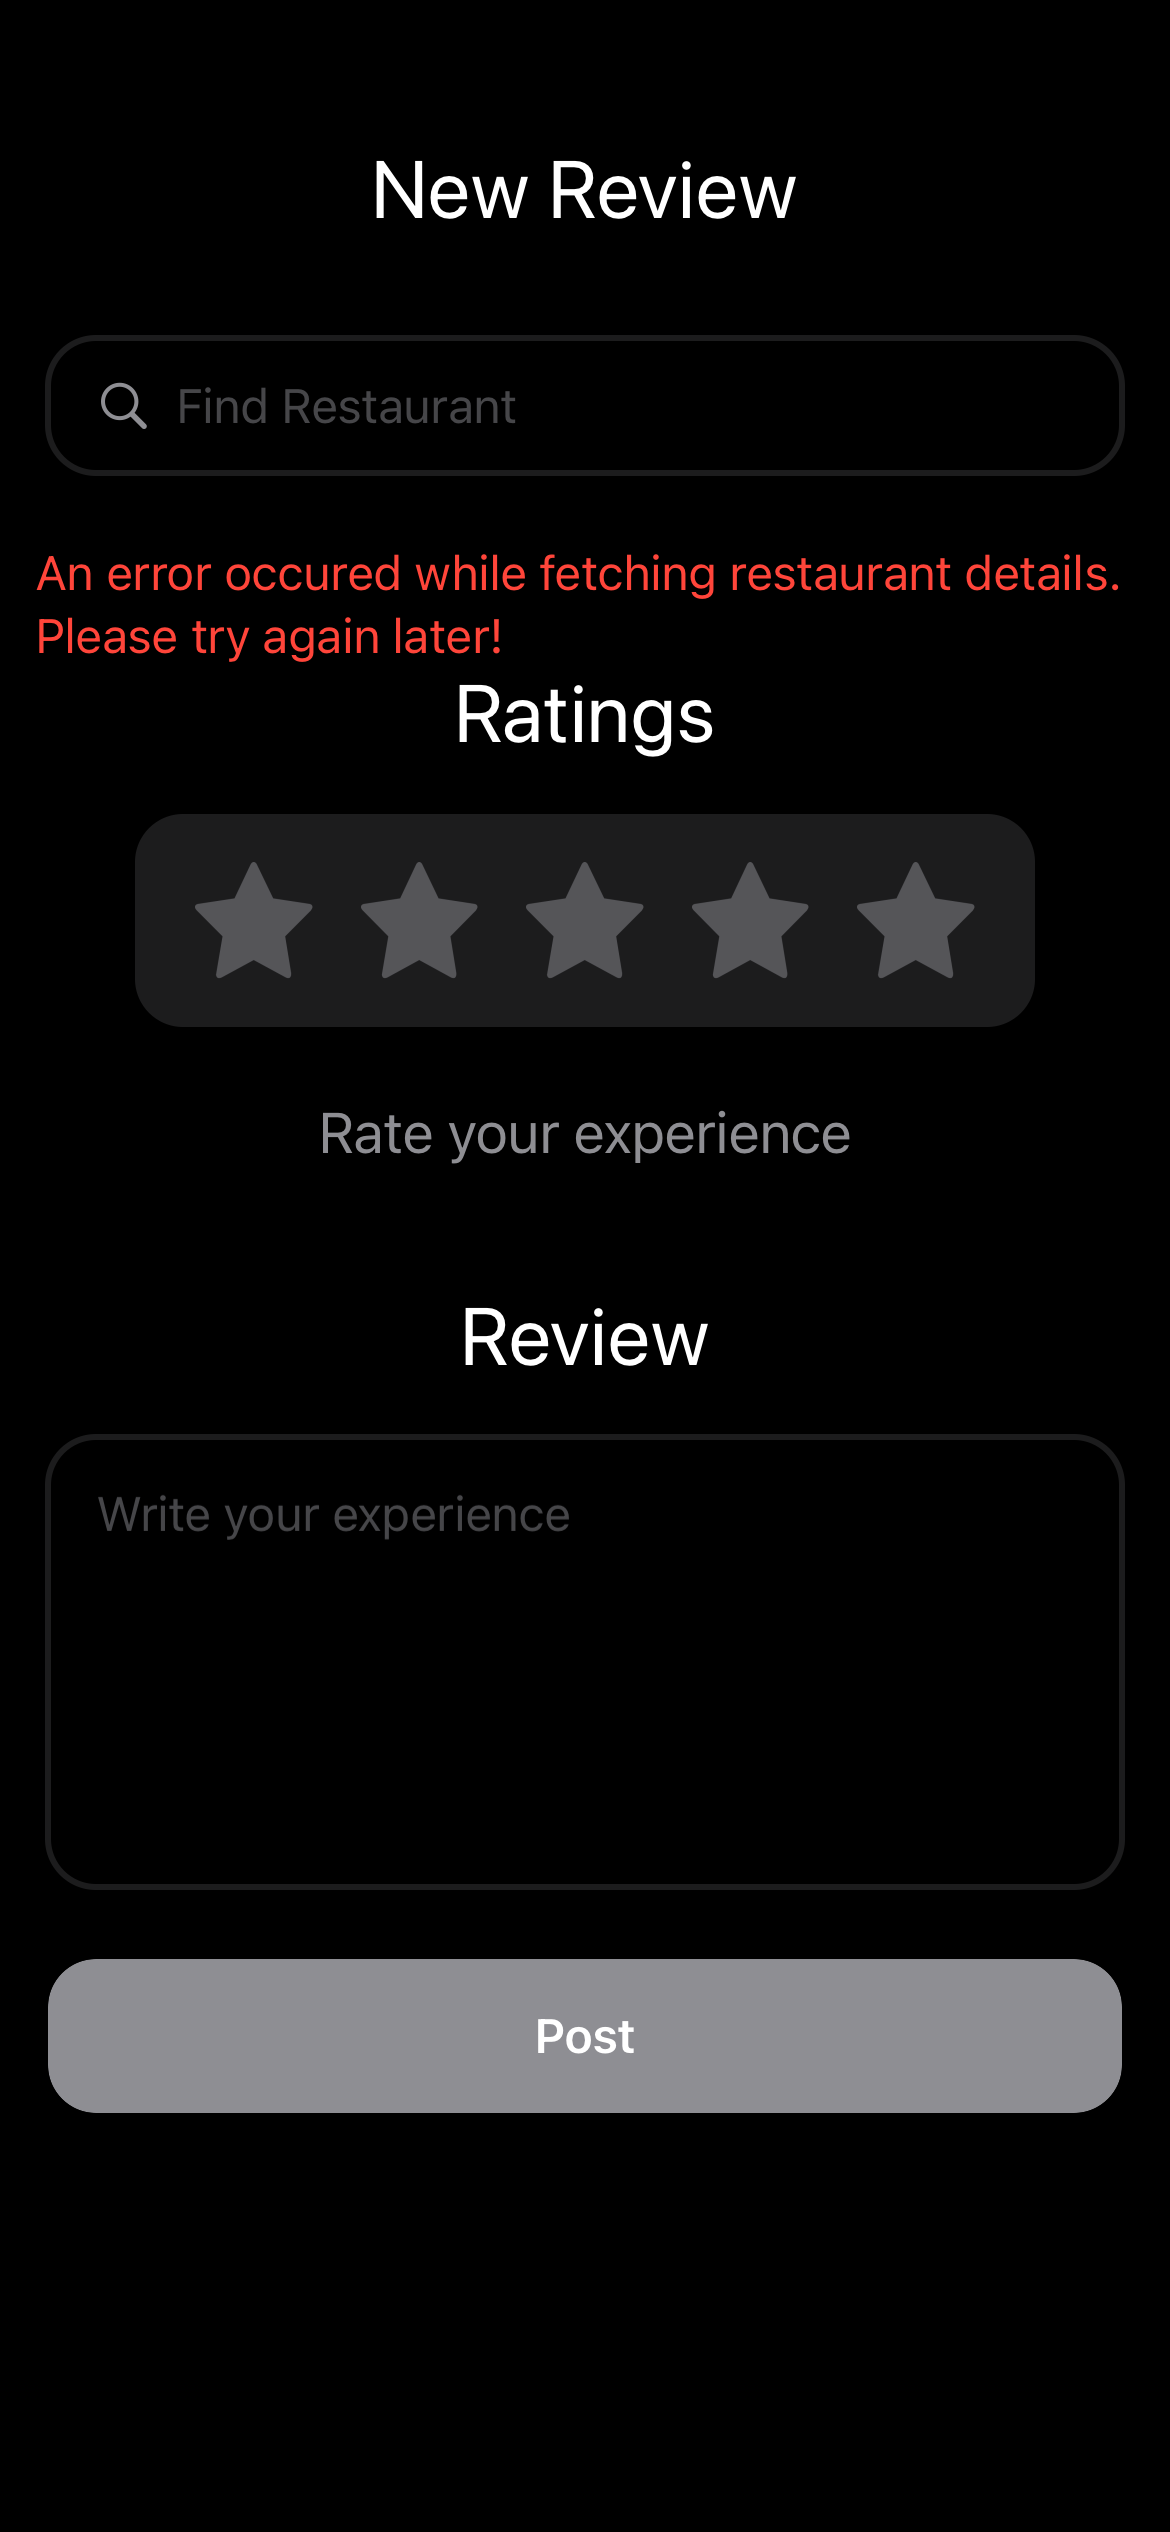 New Review
Find Restaurant
An error occured while fetching restaurant details.
Please try again later!
Ratings
Rate your experience
Review
Write your experience
Post